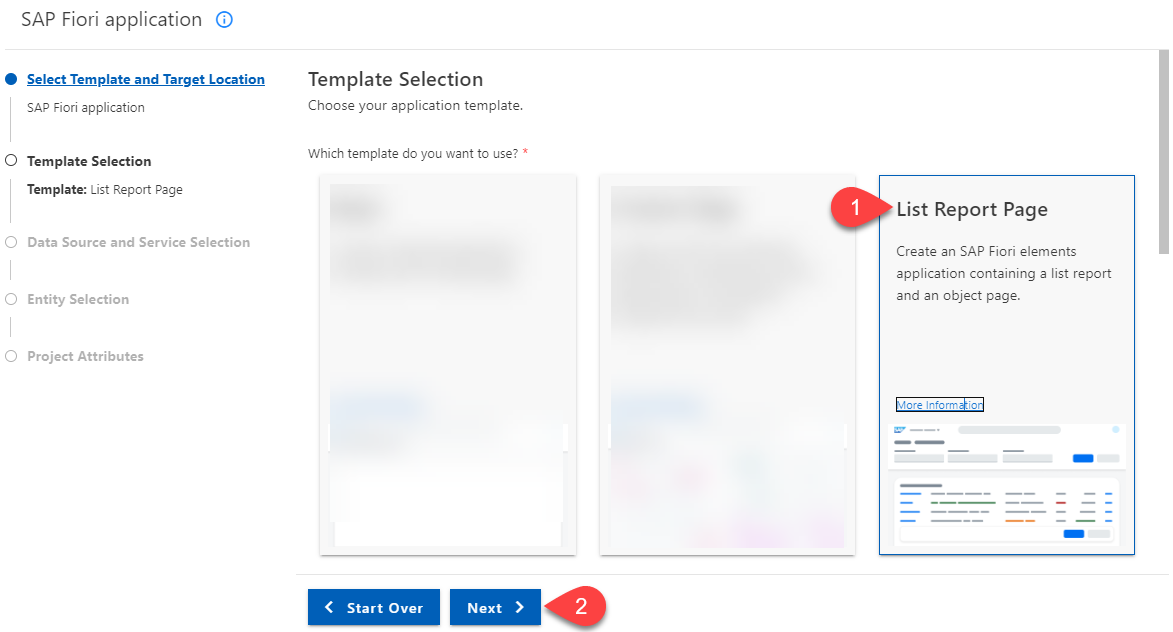 SAP Fiori application
Select Template and Target Location
SAP Fiori application
Template Selection
Template: List Report Page
Data Source and Service Selection
Entity Selection
Project Attributes
Template Selection
Choose your application template.
Which template do you want to use? *
1
List Report Page
Create an SAP Fiori elements
application containing a list report
and an object page.
More Information
SAP
Start Over
Next
2